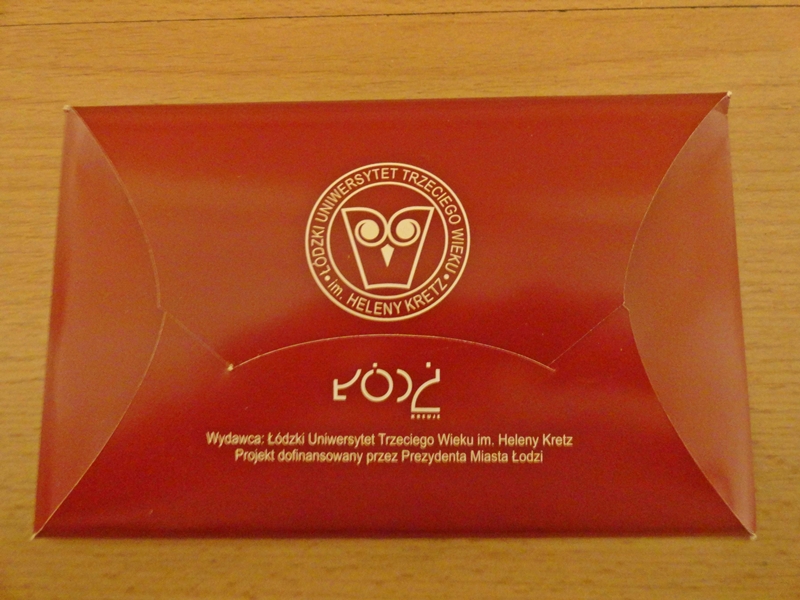 ŁÓDZKI UNIWERSYTET TRZECIEGO WIEKU
im. HELENY KRETZ
ŁÓDŹ
KREUJE
Wydawca: Łódzki Uniwersytet Trzeciego Wieku im. Heleny Kretz
Projekt dofinansowany przez Prezydenta Miasta Łodzi